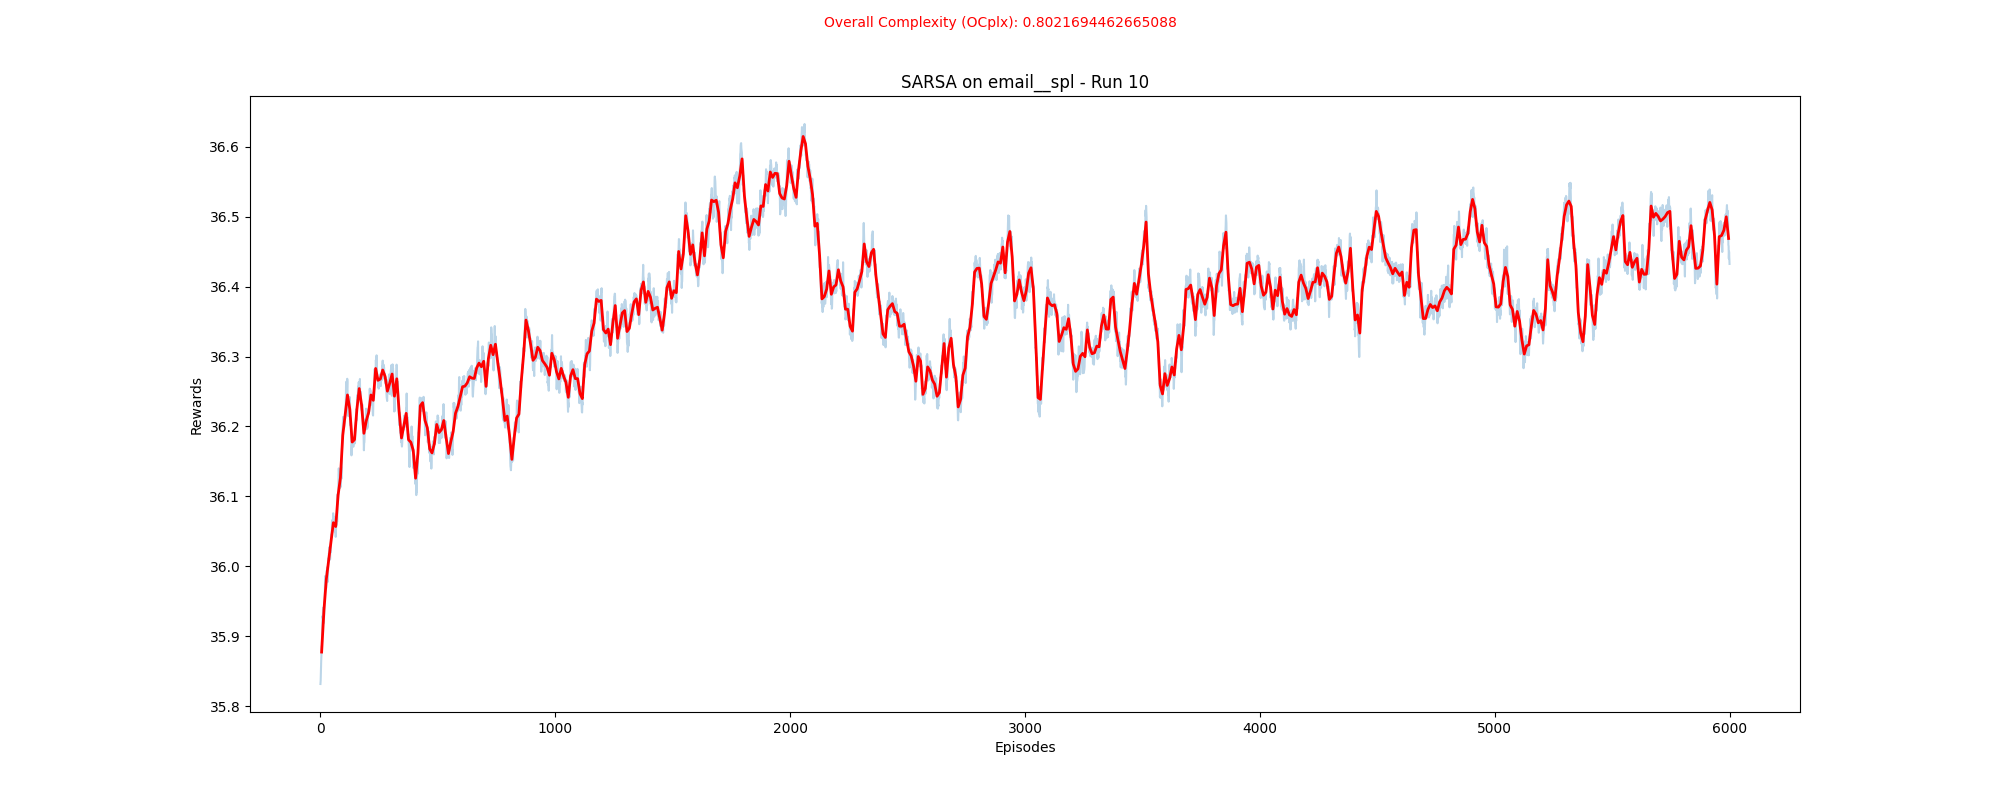 Overall Complexity (OCplx): 0.8021694462665088
SARSA on email__spl - Run 10
Rewards
36.6
36.5
36.4
36.3
36.2
36.1
36.0
35.9
35.8
0 1000 2000 3000 4000 5000 6000
Episodes